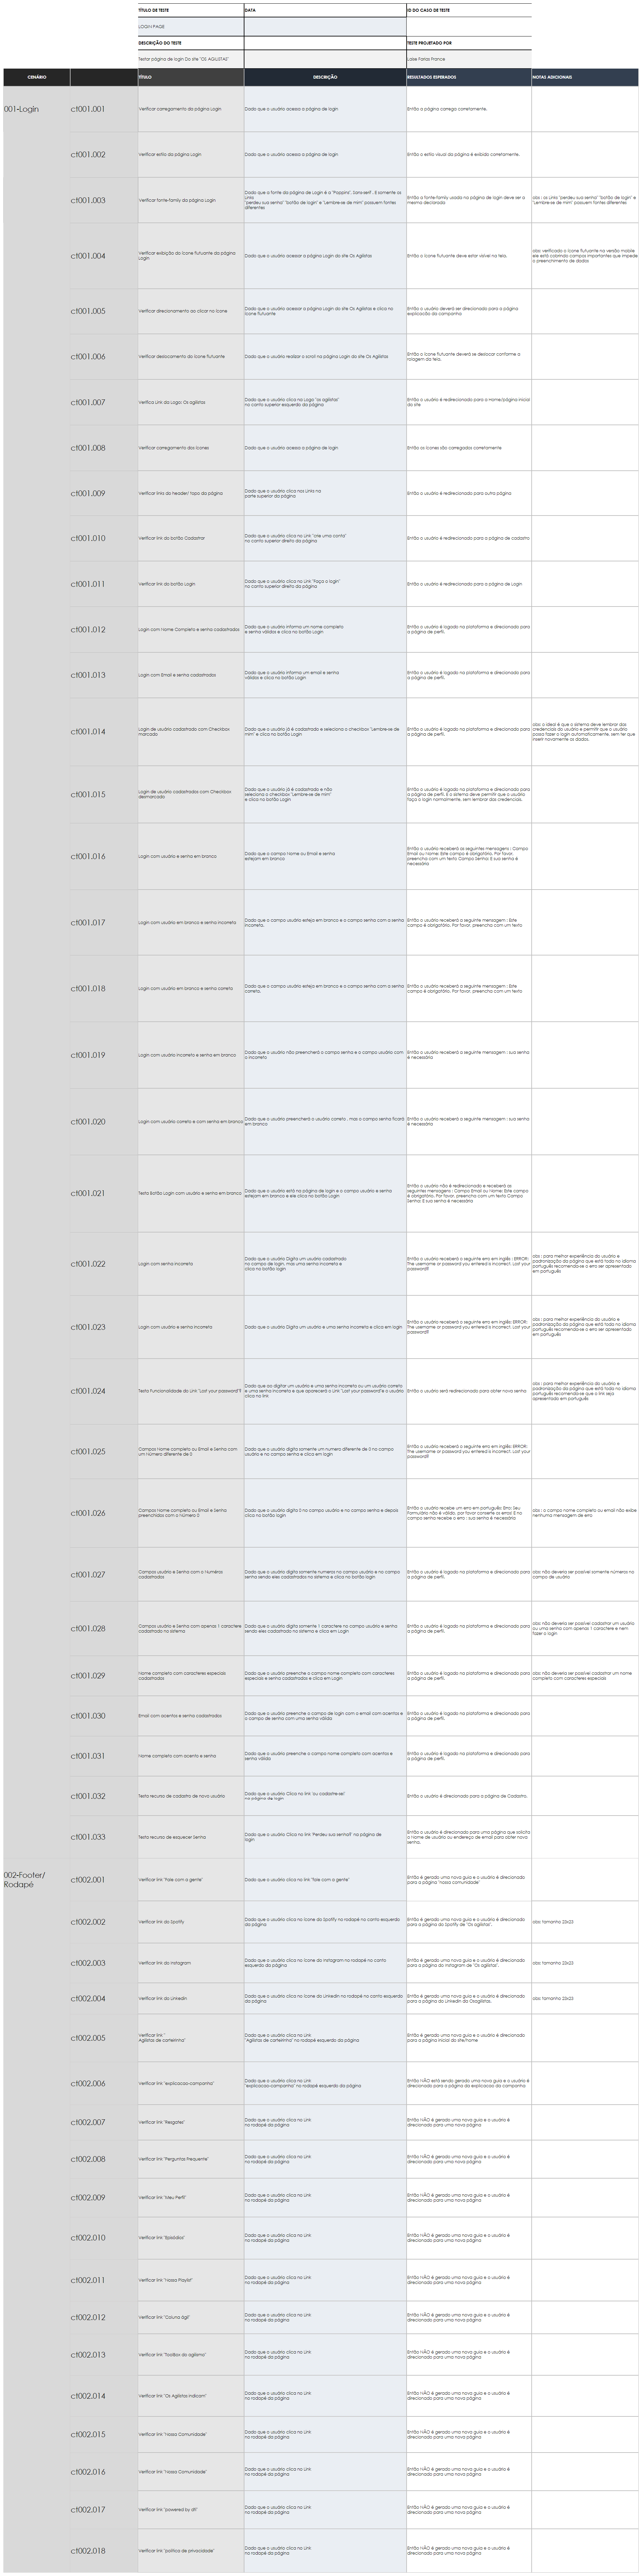 TÍTULO DE TESTE
DATA
ID DO CASO DE TESTE
LOGIN PAGE
DESCRIÇÃO DO TESTE
TESTE PROJETADO POR
Testar página de login Do site "OS AGILISTAS"
Laise Farias Franca
CENÁRIO
TÍTULO
DESCRIÇÃO
RESULTADOS ESPERADOS
NOTAS ADICIONAIS
001-Login
ct001.001
Verificar carregamento da página Login
Dado que o usuário acessa a página de login
Então a página carrega corretamente.
ct001.002
Verificar estilo da página Login
Dado que o usuário acessa a página de login
Então o estilo visual da página é exibido corretamente.
ct001.003
Verificar fonte-family da página Login
Dado que a fonte da página de Login é a "Poppins", Sans-serif . E somente os
Links
"perdeu sua senha" "botão de login" e "Lembre-se de mim" possuem fontes
diferentes
Então a fonte-family usada na página de login deve ser a
mesma declarada
obs : os Links "perdeu sua senha" "botão de login" e
"Lembre-se de mim" possuem fontes diferentes
ct001.004
Verificar exibição do ícone flutuante da página
Login
Dado que o usuário acessar a página Login do site Os Agilistas
Então o ícone flutuante deve estar visível na tela.
obs: verificado o ícone flutuante na versão mobile
ele está cobrindo campos importantes que impede
o preenchimento de dados
ct001.005
Verificar direcionamento ao clicar no ícone
Dado que o usuário acessar a página Login do site Os Agilistas e clica no
ícone flutuante
Então o usuário deverá ser direcionado para a página
explicacão da campanha
ct001.006
Verificar deslocamento do ícone flutuante
Dado que o usuário realizar o scroll na página Login do site Os Agilistas
Então o ícone flutuante deverá se deslocar conforme a
rolagem da tela.
ct001.007
Verifica Link da Logo: Os agilistas
Dado que o usuário clica na Logo "os agilistas"
no canto superior esquerdo da página
Então o usuário é redirecionado para a Home/página inicial
do site
ct001.008
Verificar carregamento dos ícones
Dado que o usuário acessa a página de login
Então os ícones são carregados corretamente
ct001.009
Verificar links do header/ topo da página
Dado que o usuário clica nos Links na
parte superior da página
Então o usuário é redirecionado para outra página
ct001.010
Verificar link do botão Cadastrar
Dado que o usuário clica no Link "crie uma conta"
no canto superior direito da página
Então o usuário é redirecionado para a página de cadastro
ct001.011
Verificar link do botão Login
Dado que o usuário clica no Link "Faça o login"
no canto superior direito da página
Então o usuário é redirecionado para a página de Login
ct001.012
Login com Nome Completo e senha cadastrados
Dado que o usuário informa um nome completo
e senha válidos e clica no botão Login
Então o usuário é logado na plataforma e direcionado para
a página de perfil.
ct001.013
Login com Email e senha cadastrados
Dado que o usuário informa um email e senha
válidos e clica no botão Login
Então o usuário é logado na plataforma e direcionado para
a página de perfil.
ct001.014
Login de usuário cadastrado com Checkbox
marcado
Dado que o usuário já é cadastrado e seleciona o checkbox "Lembre-se de
mim" e clica no botão Login
Então o usuário é logado na plataforma e direcionado para
a página de perfil.
obs: o ideal é que o sistema deve lembrar das
credenciais do usuário e permitir que o usuário
possa fazer o login automaticamente, sem ter que
inserir novamente os dados.
ct001.015
Login de usuário cadastrados com Checkbox
desmarcado
Dado que o usuário já é cadastrado e não
seleciona o checkbox "Lembre-se de mim"
e clica no botão Login
Então o usuário é logado na plataforma e direcionado para
a página de perfil. E o sistema deve permitir que o usuário
faça o login normalmente, sem lembrar das credenciais.
ct001.016
Login com usuário e senha em branco
Dado que o campo Nome ou Email e senha
estejam em branco
Então o usuário receberá as seguintes mensagens : Campo
Email ou Nome: Este campo é obrigatório. Por favor,
preencha com um texto Campo Senha: E sua senha é
necessária
ct001.017
Login com usuário em branco e senha incorreta
Dado que o campo usuário esteja em branco e o campo senha com a senha
incorreta.
Então o usuário receberá a seguinte mensagem : Este
campo é obrigatório. Por favor, preencha com um texto
ct001.018
Login com usuário em branco e senha correta
Dado que o campo usuário esteja em branco e o campo senha com a senha
correta.
Então o usuário receberá a seguinte mensagem : Este
campo é obrigatório. Por favor, preencha com um texto
ct001.019
Login com usuário incorreto e senha em branco
Dado que o usuário não preencherá o campo senha e o campo usuário com
o incorreto
Então o usuário receberá a seguinte mensagem : sua senha
é necessária
ct001.020
Login com usuário correto e com senha em branco
Dado que o usuário preencherá o usuário correto , mas o campo senha ficará
em branco
Então o usuário receberá a seguinte mensagem : sua senha
é necessária
ct001.021
Testa Botão Login com usuário e senha em branco
Dado que o usuário está na página de login e o campo usuário e senha
estejam em branco e ele clica no botão Login
Então o usuário não é redirecionado e receberá as
seguintes mensagens : Campo Email ou Nome: Este campo
é obrigatório. Por favor, preencha com um texto Campo
Senha: E sua senha é necessária
ct001.022
Login com senha incorreta
Dado que o usuário Digita um usuário cadastrado
no campo de login, mas uma senha incorreta e
clica no botão login
Então o usuário receberá o seguinte erro em inglês : ERROR:
The username or password you entered is incorrect. Lost your
password?
obs : para melhor experiência do usuário e
padronização da página que está toda no idioma
português recomenda-se o erro ser apresentado
em português
ct001.023
Login com usuário e senha incorreta
Dado que o usuário Digita um usuário e uma senha incorreta e clica em login
Então o usuário receberá o seguinte erro em inglês: ERROR:
The username or password you entered is incorrect. Lost your
password?
obs : para melhor experiência do usuário e
padronização da página que está toda no idioma
português recomenda-se o erro ser apresentado
em português
ct001.024
Testa Funcionalidade do Link "Lost your password"?
Dado que ao digitar um usuário e uma senha incorreta ou um usuário correto
e uma senha incorreta e que aparecerá o Link "Lost your password"e o usuário
clica no link
Então o usuário será redirecionado para obter nova senha
obs : para melhor experiência do usuário e
padronização da página que está toda no idioma
português recomenda-se que o link seja
apresentado em português
ct001.025
Campos Nome completo ou Email e Senha com
um Número diferente de 0
Dado que o usuário digita somente um numero diferente de 0 no campo
usuário e no campo senha e clica em login
Então o usuário receberá o seguinte erro em inglês: ERROR:
The username or password you entered is incorrect. Lost your
password?
ct001.026
Campos Nome completo ou Email e Senha
preenchidos com o Número 0
Dado que o usuário digita 0 no campo usuário e no campo senha e depois
clica no botão login
Então o usuário recebe um erro em português: Erro: Seu
Formulário não é válido, por favor conserte os erros! E no
campo senha recebe o erro : sua senha é necessária
obs : o campo nome completo ou email não exibe
nenhuma mensagem de erro
ct001.027
Campos usuário e Senha com o Numéros
cadastrados
Dado que o usuário digita somente numeros no campo usuário e no campo
senha sendo eles cadastrados no sistema e clica no botão login
Então o usuário é logado na plataforma e direcionado para
a página de perfil.
obs: não deveria ser posível somente números no
campo de usuário
ct001.028
Campos usuário e Senha com apenas 1 caractere
cadastrado no sistema
Dado que o usuário digita somente 1 caractere no campo usuário e senha
sendo eles cadastrados no sistema e clica em Login
Então o usuário é logado na plataforma e direcionado para
a página de perfil.
obs: não deveria ser possível cadastrar um usuário
ou uma senha com apenas 1 caractere e nem
fazer o login
ct001.029
Nome completo com caracteres especiais
cadastrados
Dado que o usuário preenche o campo nome completo com caracteres
especiais e senha cadastrados e clica em Login
Então o usuário é logado na plataforma e direcionado para
a página de perfil.
obs: não deveria ser possível cadastrar um nome
completo com caracteres especiais
ct001.030
Email com acentos e senha cadastrados
Dado que o usuário preenche o campo de login com o email com acentos e
o campo de senha com uma senha válida
Então o usuário é logado na plataforma e direcionado para
a página de perfil.
ct001.031
Nome completo com acento e senha
Dado que o usuário preenche o campo nome completo com acentos e
senha válida
Então o usuário é logado na plataforma e direcionado para
a página de perfil.
ct001.032
Testa recurso de cadastro de novo usuário
Dado que o usuário Clica no link 'ou cadastre-se'
na página de login
Então o usuário é direcionado para a página de Cadastro.
ct001.033
Testa recurso de esquecer Senha
Dado que o usuário Clica no link 'Perdeu sua senha?' na página de
login
Então o usuário é direcionado para uma página que solicita
o nome de usuário ou endereço de email para obter nova
senha.
002-Footer/
Rodapé
ct002.001
Verificar link "Fale com a gente"
Dado que o usuário clica no link "fale com a gente"
Então é gerado uma nova guia e o usuário é direcionado
para a página "nossa comunidade"
ct002.002
Verificar link do Spotify
Dado que o usuário clica no ícone do Spotify no rodapé no canto esquerdo
da página
Então é gerado uma nova guia e o usuário é direcionado
para a página do Spotify de "Os agilistas".
obs: tamanho 23x23
ct002.003
Verificar link do Instagram
Dado que o usuário clica no ícone do Instagram no rodapé no canto
esquerdo da página
Então é gerado uma nova guia e o usuário é direcionado
para a página do Instagram de "Os agilistas".
obs: tamanho 23x23
ct002.004
Verificar link do Linkedin
Dado que o usuário clica no ícone do Linkedin no rodapé no canto esquerdo
da página
Então é gerado uma nova guia e o usuário é direcionado
para a página do Linkedin da Osagilistas.
obs: tamanho 23x23
ct002.005
Verificar link "
Agilistas de carteirinha"
Dado que o usuário clica no Link
"Agilistas de carteirinha" no rodapé esquerdo da página
Então é gerado uma nova guia e o usuário é direcionado
para a página inicial do site/home
ct002.006
Verificar link "explicacao-campanha"
Dado que o usuário clica no Link
"explicacao-campanha" no rodapé esquerdo da página
Então NÃO está sendo gerada uma nova guia e o usuário é
direcionado para a página da explicacao da campanha
ct002.007
Verificar link "Resgates"
Dado que o usuário clica no Link
no rodapé da página
Então NÃO é gerado uma nova guia e o usuário é
direcionado para uma nova página
ct002.008
Verificar link "Perguntas frequente"
Dado que o usuário clica no Link
no rodapé da página
Então NÃO é gerado uma nova guia e o usuário é
direcionado para uma nova página
ct002.009
Verificar link "Meu Perfil"
Dado que o usuário clica no Link
no rodapé da página
Então NÃO é gerado uma nova guia e o usuário é
direcionado para uma nova página
ct002.010
Verificar link "Episódios"
Dado que o usuário clica no Link
no rodapé da página
Então NÃO é gerado uma nova guia e o usuário é
direcionado para uma nova página
ct002.011
Verificar link "Nossa Playlist"
Dado que o usuário clica no Link
no rodapé da página
Então NÃO é gerado uma nova guia e o usuário é
direcionado para uma nova página
ct002.012
Verificar link "Coluna ágil"
Dado que o usuário clica no Link
no rodapé da página
Então NÃO é gerado uma nova guia e o usuário é
direcionado para uma nova página
ct002.013
Verificar link "ToolBox do agilismo"
Dado que o usuário clica no Link
no rodapé da página
Então NÃO é gerado uma nova guia e o usuário é
direcionado para uma nova página
ct002.014
Verificar link "Os Agilistas Indicam"
Dado que o usuário clica no Link
no rodapé da página
Então NÃO é gerado uma nova guia e o usuário é
direcionado para uma nova página
ct002.015
Verificar link "Nossa Comunidade"
Dado que o usuário clica no Link
no rodapé da página
Então NÃO é gerado uma nova guia e o usuário é
direcionado para uma nova página
ct002.016
Verificar link "Nossa Comunidade"
Dado que o usuário clica no Link
no rodapé da página
Então NÃO é gerado uma nova guia e o usuário é
direcionado para uma nova página
ct002.017
Verificar link "powered by dti"
Dado que o usuário clica no Link
no rodapé da página
Então NÃO é gerado uma nova guia e o usuário é
direcionado para uma nova página
ct002.018
Verificar link "politica de privacidade"
Dado que o usuário clica no Link
no rodapé da página
Então NÃO é gerado uma nova guia e o usuário é
direcionado para uma nova página